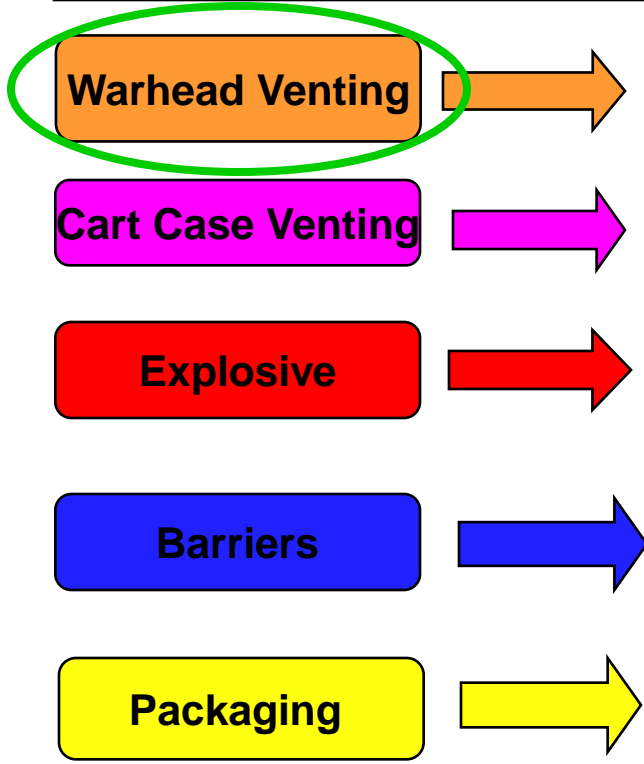 Warhead Venting
Cart Case Venting
Explosive
Barriers
Packaging